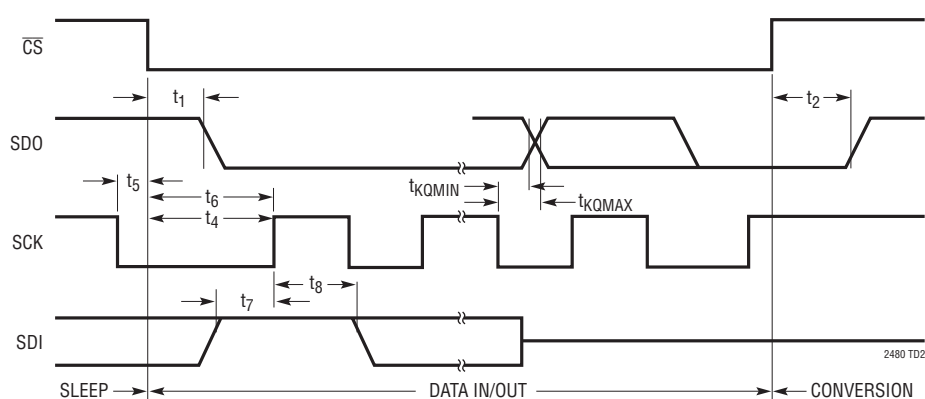 CS
t1
t2
SDO
t5
t6
tKQMIN
t4
tKQMAX
SCK
t7
t8
SDI
2480 TD2
SLEEP
DATA IN/OUT
CONVERSION